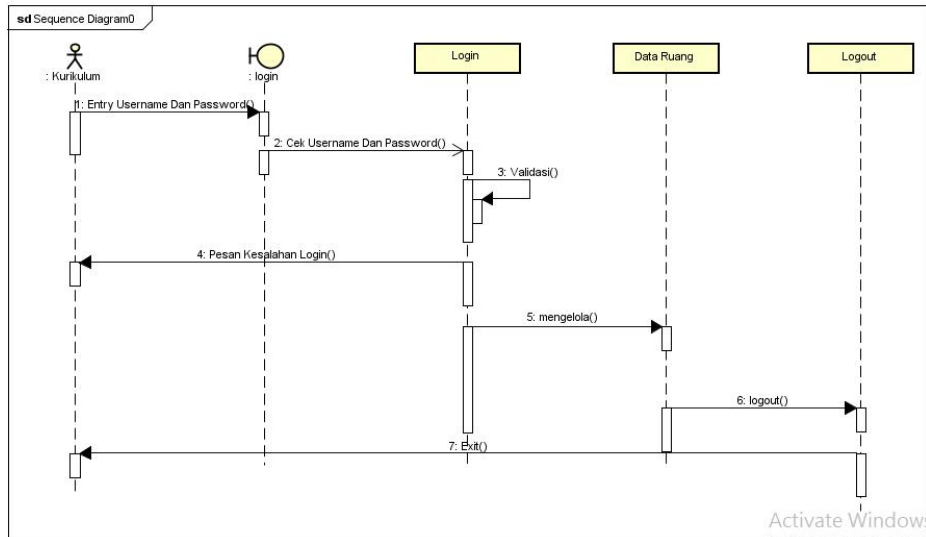 sd Sequence Diagram0
: Kurikulum
: login
Login
Data Ruang
Logout
1: Entry Username Dan Password()
2: Cek Username Dan Password()
3: Validasi()
4: Pesan Kesalahan Login()
5: mengelola()
6: logout()
7: Exit()
Activate Windows